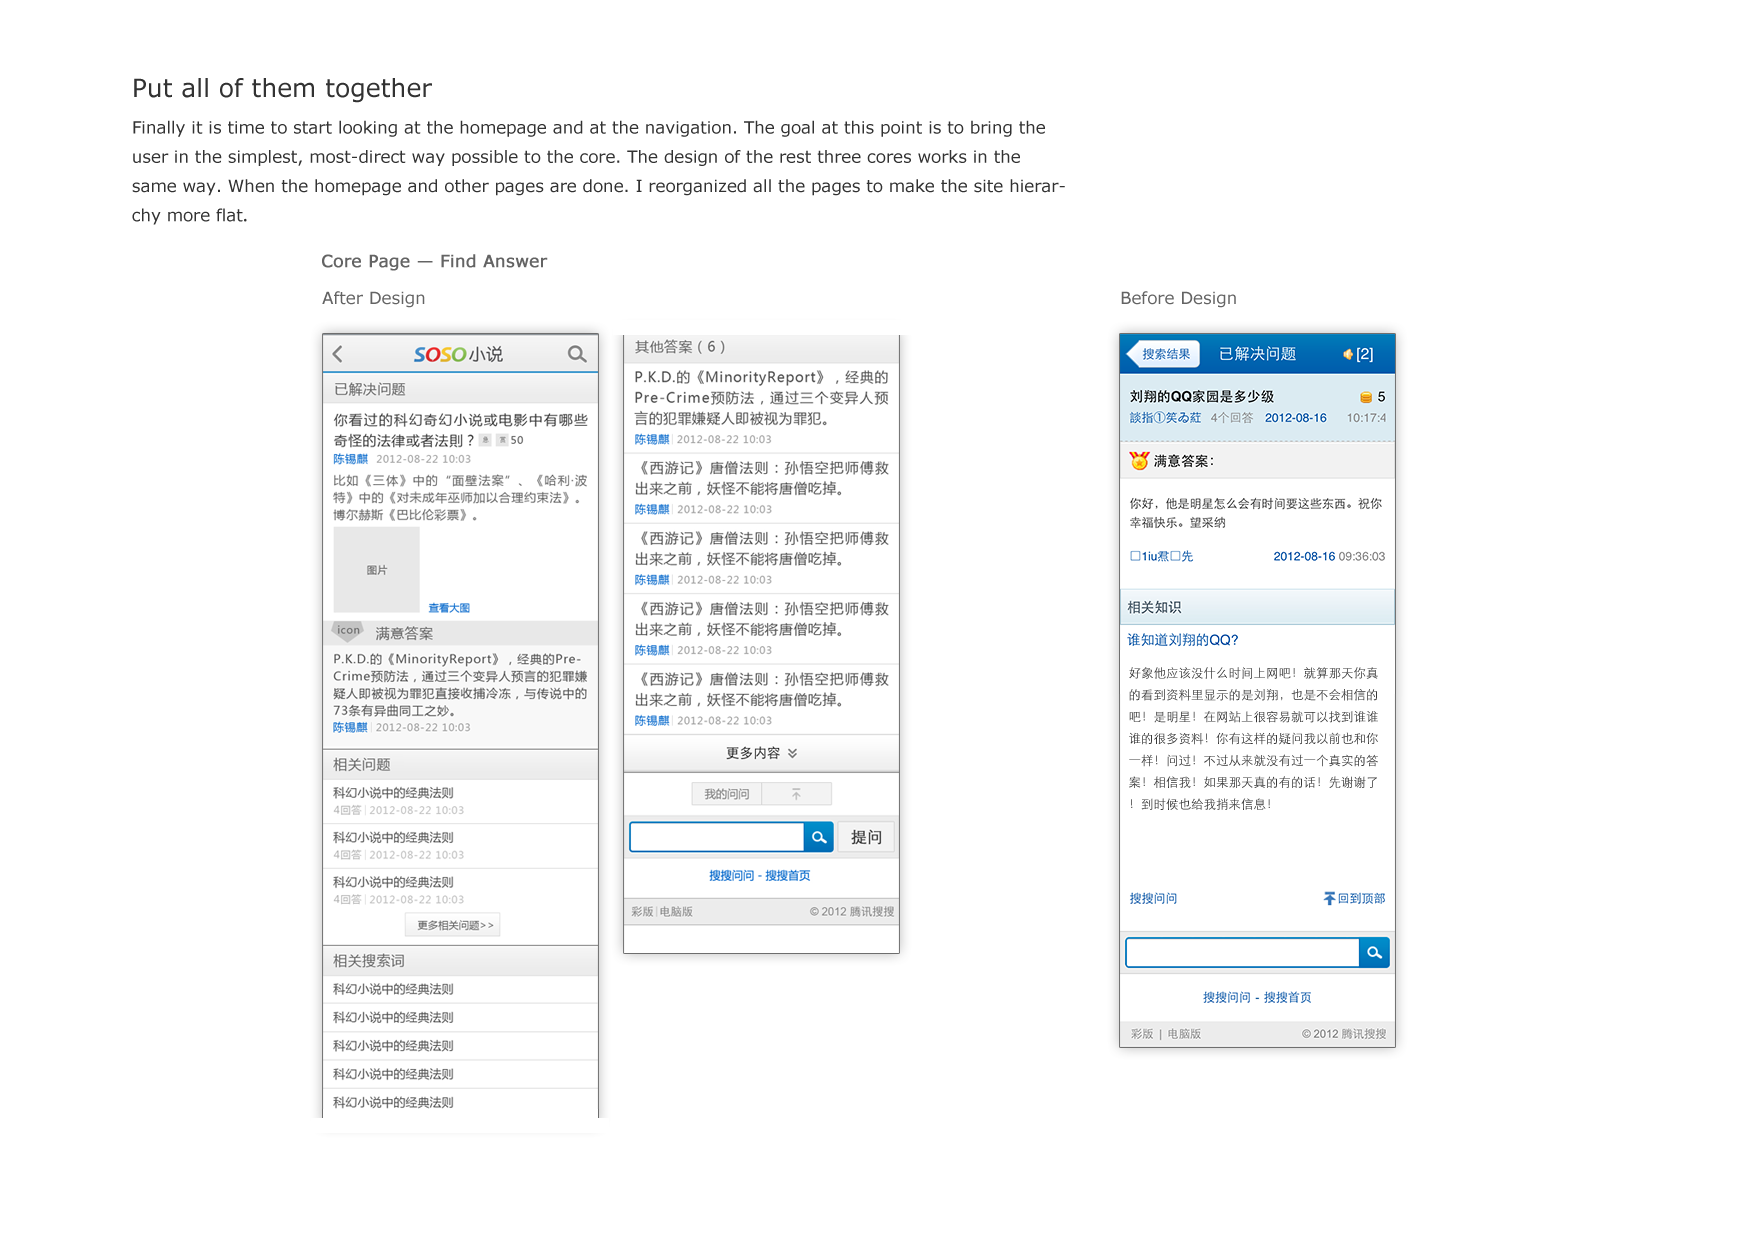 Put all of them together
Finally it is time to start looking at the homepage and at the navigation. The goal at this point is to bring the
user in the simplest, most-direct way possible to the core. The design of the rest three cores works in the
same way. When the homepage and other pages are done. I reorganized all the pages to make the site hierar-
chy more flat.
Core Page — Find Answer
After Design
SOSO小说
已解决问题
你看过的科幻奇幻小说或电影中有哪些
奇怪的法律或者法则？ 50
陈锡麒 2012-08-22 10:03
比如《三体》中的“面壁法案”、《哈利·波
特》中的《对未成年巫师加以合理约束法》。
博尔赫斯《巴比伦彩票》。
图片
查看大图
icon 满意答案
P.K.D.的《MinorityReport》，经典的Pre-
Crime预防法，通过三个变异人预言的犯罪嫌
疑人即被视为罪犯直接收捕冷冻，与传说中的
73条有异曲同工之妙。
陈锡麒 | 2012-08-22 10:03
相关问题
科幻小说中的经典法则
4回答 | 2012-08-22 10:03
科幻小说中的经典法则
4回答 | 2012-08-22 10:03
科幻小说中的经典法则
4回答 | 2012-08-22 10:03
更多相关问题>>
相关搜索词
科幻小说中的经典法则
科幻小说中的经典法则
科幻小说中的经典法则
科幻小说中的经典法则
科幻小说中的经典法则
其他答案（6）
P.K.D.的《MinorityReport》，经典的
Pre-Crime预防法，通过三个变异人预
言的犯罪嫌疑人即被视为罪犯。
陈锡麒 | 2012-08-22 10:03
《西游记》唐僧法则：孙悟空把师傅救
出来之前，妖怪不能将唐僧吃掉。
陈锡麒 | 2012-08-22 10:03
《西游记》唐僧法则：孙悟空把师傅救
出来之前，妖怪不能将唐僧吃掉。
陈锡麒 | 2012-08-22 10:03
《西游记》唐僧法则：孙悟空把师傅救
出来之前，妖怪不能将唐僧吃掉。
陈锡麒 | 2012-08-22 10:03
《西游记》唐僧法则：孙悟空把师傅救
出来之前，妖怪不能将唐僧吃掉。
陈锡麒 | 2012-08-22 10:03
更多内容
我的问问
提问
搜搜问问 - 搜搜首页
彩版 | 电脑版 © 2012 腾讯搜搜
Before Design
搜索结果 已解决问题 [2]
刘翔的QQ家园是多少级 5
談指①笑ゐ葒 4个回答 2012-08-16 10:17:4
满意答案：
你好，他是明星怎么会有时间要这些东西。祝你
幸福快乐。望采纳
□1iu焄□先 2012-08-16 09:36:03
相关知识
谁知道刘翔的QQ?
好象他应该没什么时间上网吧！就算那天你真
的看到资料里显示的是刘翔，也是不会相信的
吧！是明星！在网站上很容易就可以找到谁谁
谁的很多资料！你有这样的疑问我以前也和你
一样！问过！不过从来就没有过一个真实的答
案！相信我！如果那天真的有的话！先谢谢了
！到时候也给我捎来信息！
搜搜问问 回到顶部
搜搜问问 - 搜搜首页
彩版 | 电脑版 © 2012 腾讯搜搜